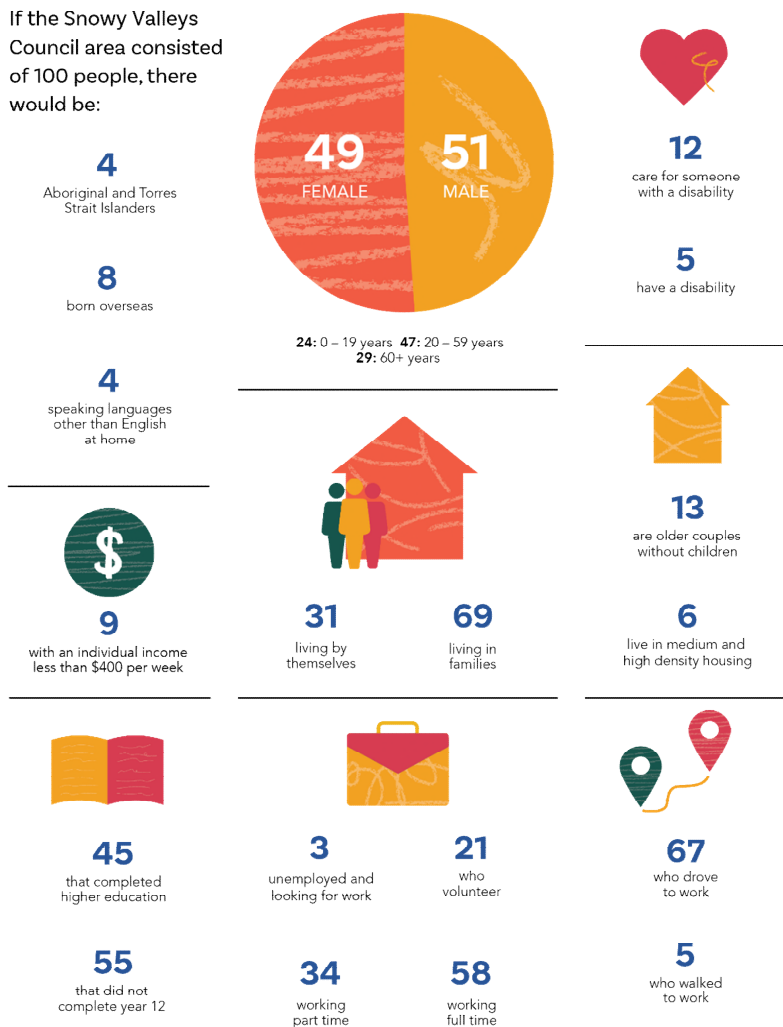 If the Snowy Valleys
Council area consisted
of 100 people, there
would be:
4
Aboriginal and Torres
Strait Islanders
8
born overseas
4
speaking languages
other than English
at home
49
FEMALE
51
MALE
24: 0 – 19 years 47: 20 – 59 years
29: 60+ years
12
care for someone
with a disability
5
have a disability
$
9
with an individual income
less than $400 per week
31
living by
themselves
69
living in
families
13
are older couples
without children
6
live in medium and
high density housing
45
that completed
higher education
55
that did not
complete year 12
3
unemployed and
looking for work
21
who
volunteer
34
working
part time
58
working
full time
67
who drove
to work
5
who walked
to work